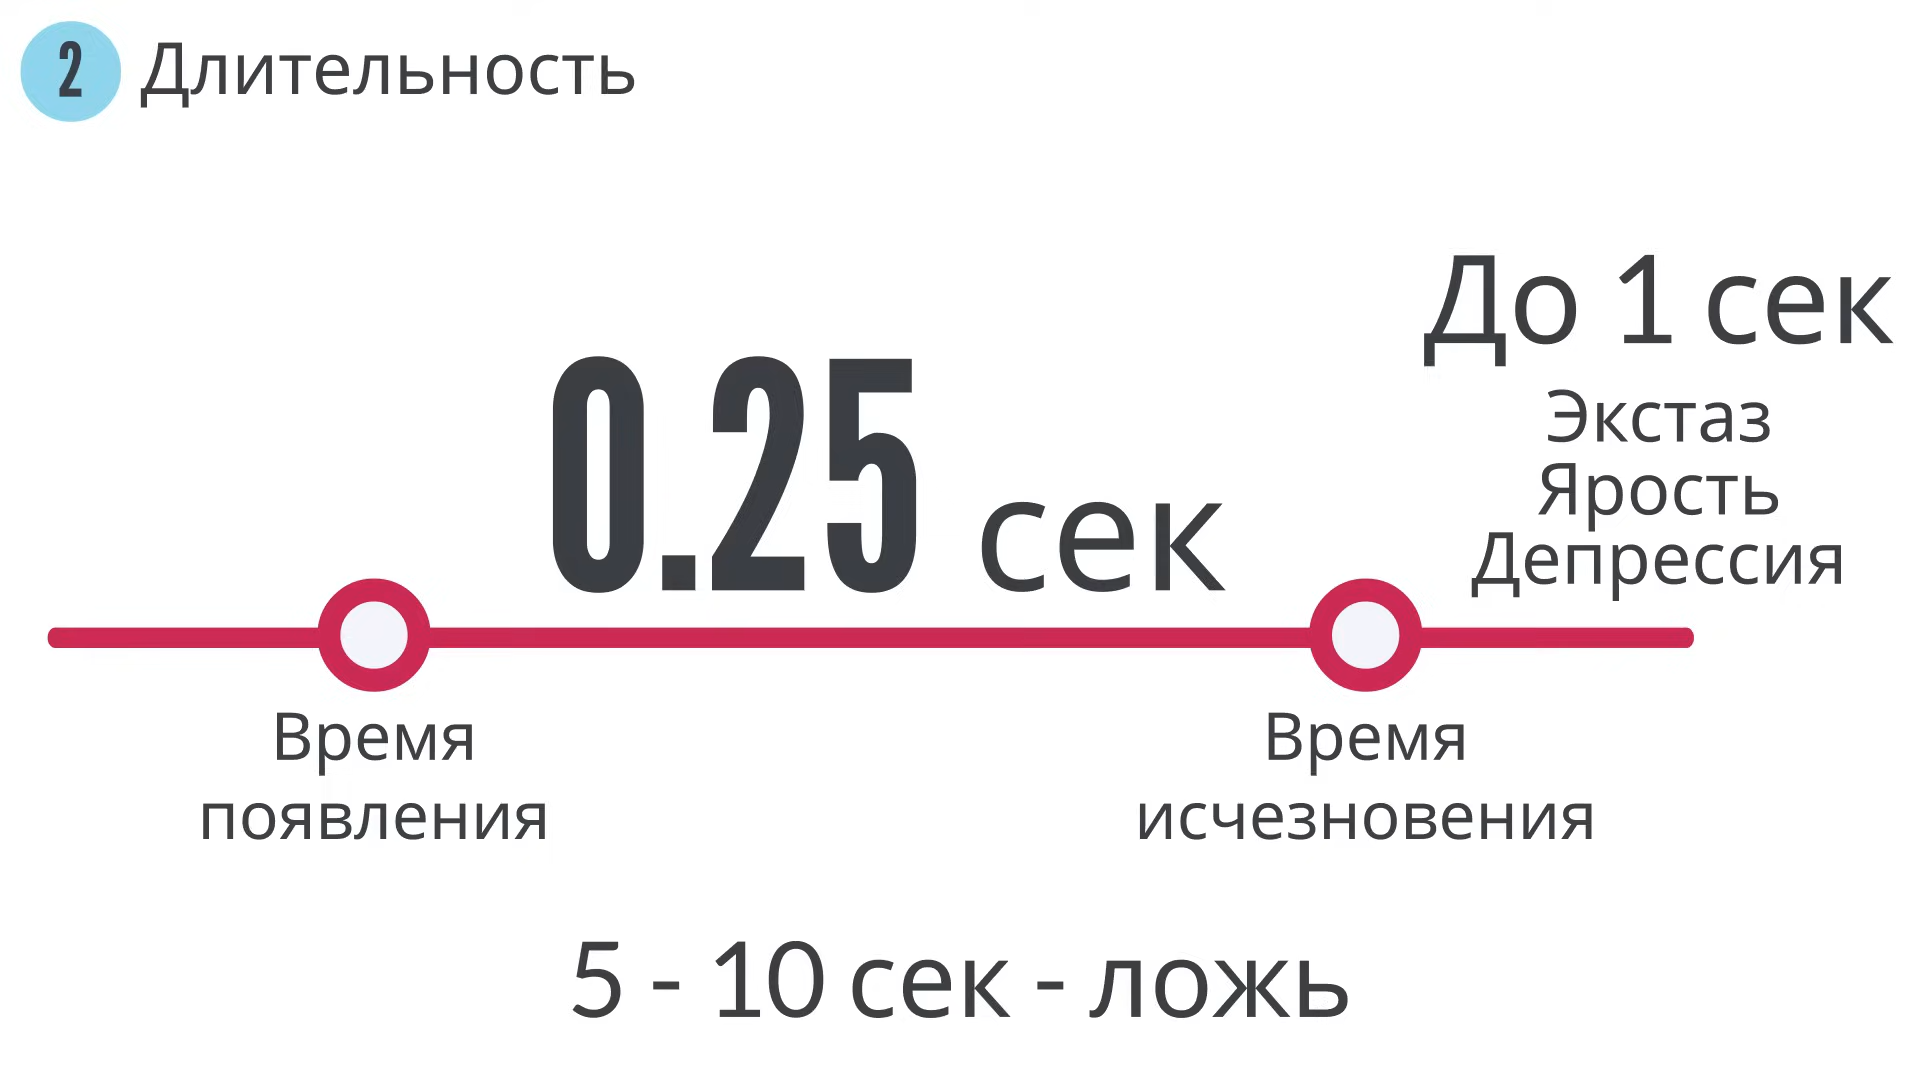 2 Длительность
До 1 сек
Экстаз
Ярость
Депрессия
0.25 сек
Время
появления
Время
исчезновения
5 - 10 сек - ложь